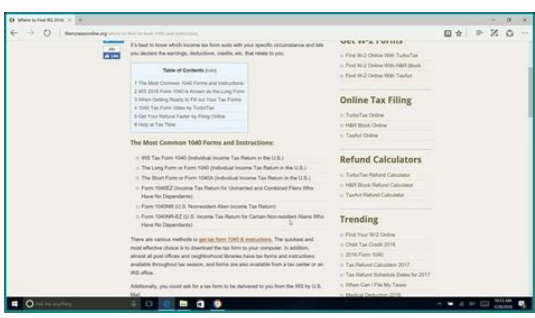 Where to Find IRS 2016
filemytaxesonline.org/where-to-find-irs-2016-1040-forms-and-instructions
It's best to know which income tax form suits with your specific circumstance and lets
you declare the earnings, deductions, credits, etc. that relate to you.
Like
Table of Contents [hide]
1 The Most Common 1040 Forms and Instructions:
2 IRS 2016 Form 1040 is Known as the Long Form
3 When Getting Ready to Fill out Your Tax Forms
4 1040 Tax Form Video by TurboTax
5 Get Your Refund Faster by Filing Online
6 Help at Tax Time
The Most Common 1040 Forms and Instructions:
IRS Tax Form 1040 (Individual Income Tax Return in the U.S.)
The Long Form or Form 1040 (Individual Income Tax Return in the U.S.)
The Short Form or Form 1040A (Individual Income Tax Return in the U.S.)
Form 1040EZ (Income Tax Return for Unmarried and Combined Filers Who
Have No Dependents)
Form 1040NR (U.S. Nonresident Alien Income Tax Return)
Form 1040NR-EZ (U.S. Income Tax Return for Certain Non-resident Aliens Who
Have No Dependents)
There are various methods to get tax form 1040 & instructions. The quickest and
most effective choice is to download the tax form to your computer. In addition,
almost all post offices and neighborhood libraries have tax forms and instructions
available throughout tax season, and forms are also available from a tax center or an
IRS office.
Additionally, you could ask for a tax form to be delivered to you from the IRS by U.S.
Mail.
Get W-2 Forms
Find W-2 Online With TurboTax
Find W-2 Online With H&R Block
Find W-2 Online With TaxAct
Online Tax Filing
TurboTax Online
H&R Block Online
TaxAct Online
Refund Calculators
TurboTax Refund Calculator
H&R Block Refund Calculator
TaxAct Refund Calculator
Trending
Find Your W-2 Online
Child Tax Credit 2016
2016 Form 1040
Tax Refund Calculator 2017
Tax Refund Schedule Dates for 2017
When Can I File My Taxes
Medical Deduction 2016
Ask me anything
10:13 AM